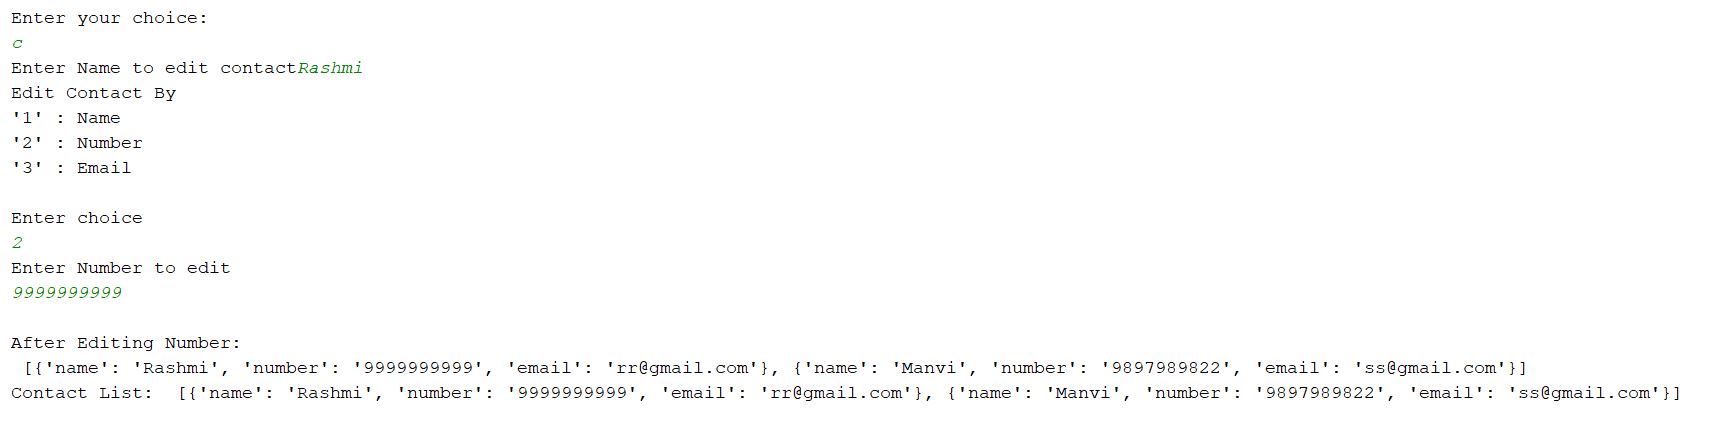 Enter your choice:
c
Enter Name to edit contactRashmi
Edit Contact By
'1' : Name
'2' : Number
'3' : Email
Enter choice
2
Enter Number to edit
9999999999
After Editing Number:
[{'name': 'Rashmi', 'number': '9999999999', 'email': 'rr@gmail.com'}, {'name': 'Manvi', 'number': '9897989822', 'email': 'ss@gmail.com'}]
Contact List:  [{'name': 'Rashmi', 'number': '9999999999', 'email': 'rr@gmail.com'}, {'name': 'Manvi', 'number': '9897989822', 'email': 'ss@gmail.com'}]